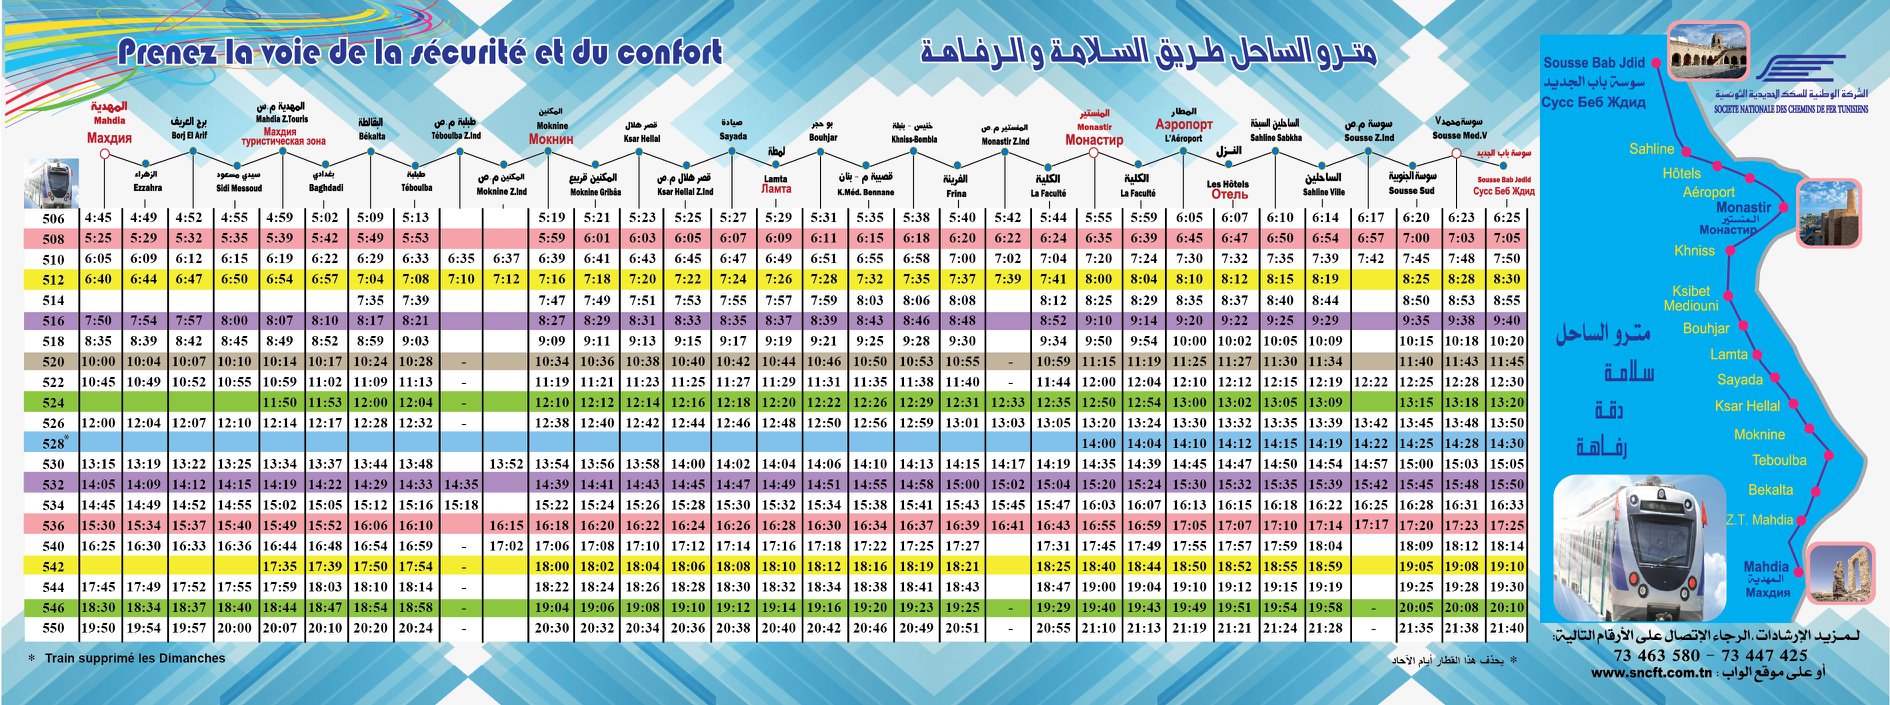 Prenez la voie de la sécurité et du confort
مترو الساحل طريق السلامة والرفاهة
المهدية
Mahdia
Махдия
الزهراء
Ezzahra
برج العريف
Borj El Arif
سيدي مسعود
Sidi Messoud
المهدية م.س
Mahdia Z.Touris
Махдия
туристическая зона
بغدادي
Baghdadi
البقالطة
Békalta
طبلبة
Téboulba
طبلبة م.ص
Téboulba Z.Ind
المكنين م.ص
Moknine Z.Ind
المكنين
Moknine
Мокнин
المكنين قريبع
Moknine Gribâa
قصر هلال
Ksar Hellal
قصر هلال م.ص
Ksar Hellal Z.Ind
صيادة
Sayada
لمطة
Lamta
Ламта
بو حجر
Bouhjar
قصيبة م - بنان
K.Méd. Bennane
خنيس - بنبلة
Khniss-Bembla
الفرينة
Frina
المنستير م.ص
Monastir Z.Ind
الكلية
La Faculté
المنستير
Monastir
Монастир
الكلية
La Faculté
المطار
Аэропорт
L'Aéroport
النزل
Les Hôtels
Отель
الساحلين السبخة
Sahline Sabkha
الساحلين
Sahline Ville
سوسة م.ص
Sousse Z.Ind
سوسة الجنوبية
Sousse Sud
سوسة محمد V
Sousse Med.V
سوسة باب الجديد
Sousse Bab Jedid
Сусс Беб Ждид
506 4:45 4:49 4:52 4:55 4:59 5:02 5:09 5:13 5:19 5:21 5:23 5:25 5:27 5:29 5:31 5:35 5:38 5:40 5:42 5:44 5:55 5:59 6:05 6:07 6:10 6:14 6:17 6:20 6:23 6:25
508 5:25 5:29 5:32 5:35 5:39 5:42 5:49 5:53 5:59 6:01 6:03 6:05 6:07 6:09 6:11 6:15 6:18 6:20 6:22 6:24 6:35 6:39 6:45 6:47 6:50 6:54 6:57 7:00 7:03 7:05
510 6:05 6:09 6:12 6:15 6:19 6:22 6:29 6:33 6:35 6:37 6:39 6:41 6:43 6:45 6:47 6:49 6:51 6:55 6:58 7:00 7:02 7:04 7:20 7:24 7:30 7:32 7:35 7:39 7:42 7:45 7:48 7:50
512 6:40 6:44 6:47 6:50 6:54 6:57 7:04 7:08 7:10 7:12 7:16 7:18 7:20 7:22 7:24 7:26 7:28 7:32 7:35 7:37 7:39 7:41 8:00 8:04 8:10 8:12 8:15 8:19 8:25 8:28 8:30
514 7:35 7:39 7:47 7:49 7:51 7:53 7:55 7:57 7:59 8:03 8:06 8:08 8:12 8:25 8:29 8:35 8:37 8:40 8:44 8:50 8:53 8:55
516 7:50 7:54 7:57 8:00 8:07 8:10 8:17 8:21 8:27 8:29 8:31 8:33 8:35 8:37 8:39 8:43 8:46 8:48 8:52 9:10 9:14 9:20 9:22 9:25 9:29 9:35 9:38 9:40
518 8:35 8:39 8:42 8:45 8:49 8:52 8:59 9:03 9:09 9:11 9:13 9:15 9:17 9:19 9:21 9:25 9:28 9:30 9:34 9:50 9:54 10:00 10:02 10:05 10:09 10:15 10:18 10:20
520 10:00 10:04 10:07 10:10 10:14 10:17 10:24 10:28 - 10:34 10:36 10:38 10:40 10:42 10:44 10:46 10:50 10:53 10:55 - 10:59 11:15 11:19 11:25 11:27 11:30 11:34 11:40 11:43 11:45
522 10:45 10:49 10:52 10:55 10:59 11:02 11:09 11:13 - 11:19 11:21 11:23 11:25 11:27 11:29 11:31 11:35 11:38 11:40 - 11:44 12:00 12:04 12:10 12:12 12:15 12:19 12:22 12:25 12:28 12:30
524 11:50 11:53 12:00 12:04 - 12:10 12:12 12:14 12:16 12:18 12:20 12:22 12:26 12:29 12:31 12:33 12:35 12:50 12:54 13:00 13:02 13:05 13:09 13:15 13:18 13:20
526 12:00 12:04 12:07 12:10 12:14 12:17 12:28 12:32 - 12:38 12:40 12:42 12:44 12:46 12:48 12:50 12:56 12:59 13:01 13:03 13:05 13:20 13:24 13:30 13:32 13:35 13:39 13:42 13:45 13:48 13:50
528* 14:00 14:04 14:10 14:12 14:15 14:19 14:22 14:25 14:28 14:30
530 13:15 13:19 13:22 13:25 13:34 13:37 13:44 13:48 13:52 13:54 13:56 13:58 14:00 14:02 14:04 14:06 14:10 14:13 14:15 14:17 14:19 14:35 14:39 14:45 14:47 14:50 14:54 14:57 15:00 15:03 15:05
532 14:05 14:09 14:12 14:15 14:19 14:22 14:29 14:33 14:35 14:39 14:41 14:43 14:45 14:47 14:49 14:51 14:55 14:58 15:00 15:02 15:04 15:20 15:24 15:30 15:32 15:35 15:39 15:42 15:45 15:48 15:50
534 14:45 14:49 14:52 14:55 15:02 15:05 15:12 15:16 15:18 15:22 15:24 15:26 15:28 15:30 15:32 15:34 15:38 15:41 15:43 15:45 15:47 16:03 16:07 16:13 16:15 16:18 16:22 16:25 16:28 16:31 16:33
536 15:30 15:34 15:37 15:40 15:49 15:52 16:06 16:10 16:15 16:18 16:20 16:22 16:24 16:26 16:28 16:30 16:34 16:37 16:39 16:41 16:43 16:55 16:59 17:05 17:07 17:10 17:14 17:17 17:20 17:23 17:25
540 16:25 16:30 16:33 16:36 16:44 16:48 16:54 16:59 - 17:02 17:06 17:08 17:10 17:12 17:14 17:16 17:18 17:22 17:25 17:27 17:31 17:45 17:49 17:55 17:57 17:59 18:04 18:09 18:12 18:14
542 17:35 17:39 17:50 17:54 - 18:00 18:02 18:04 18:06 18:08 18:10 18:12 18:16 18:19 18:21 18:25 18:40 18:44 18:50 18:52 18:55 18:59 19:05 19:08 19:10
544 17:45 17:49 17:52 17:55 17:59 18:03 18:10 18:14 - 18:22 18:24 18:26 18:28 18:30 18:32 18:34 18:38 18:41 18:43 18:47 19:00 19:04 19:10 19:12 19:15 19:19 19:25 19:28 19:30
546 18:30 18:34 18:37 18:40 18:44 18:47 18:54 18:58 - 19:04 19:06 19:08 19:10 19:12 19:14 19:16 19:20 19:23 19:25 - 19:29 19:40 19:43 19:49 19:51 19:54 19:58 - 20:05 20:08 20:10
550 19:50 19:54 19:57 20:00 20:07 20:10 20:20 20:24 - 20:30 20:32 20:34 20:36 20:38 20:40 20:42 20:46 20:49 20:51 - 20:55 21:10 21:13 21:19 21:21 21:24 21:28 - 21:35 21:38 21:40
* Train supprimé les Dimanches
* يحذف هذا القطار أيام الآحاد
Sousse Bab Jdid
سوسة باب الجديد
Сусс Беб Ждид
الشركة الوطنية للسكك الحديدية التونسية
SOCIETE NATIONALE DES CHEMINS DE FER TUNISIENS
Sahline
Hôtels
Aéroport
Monastir
المنستير
Монастир
Khniss
Ksibet
Mediouni
Bouhjar
Lamta
Sayada
Ksar Hellal
Moknine
Teboulba
Bekalta
Z.T. Mahdia
Mahdia
المهدية
Махдия
مترو الساحل
سلامة
دقة
رفاهة
لمزيد الإرشادات، الرجاء الإتصال على الأرقام التالية:
73 463 580 - 73 447 425
أو على موقع الواب : www.sncft.com.tn